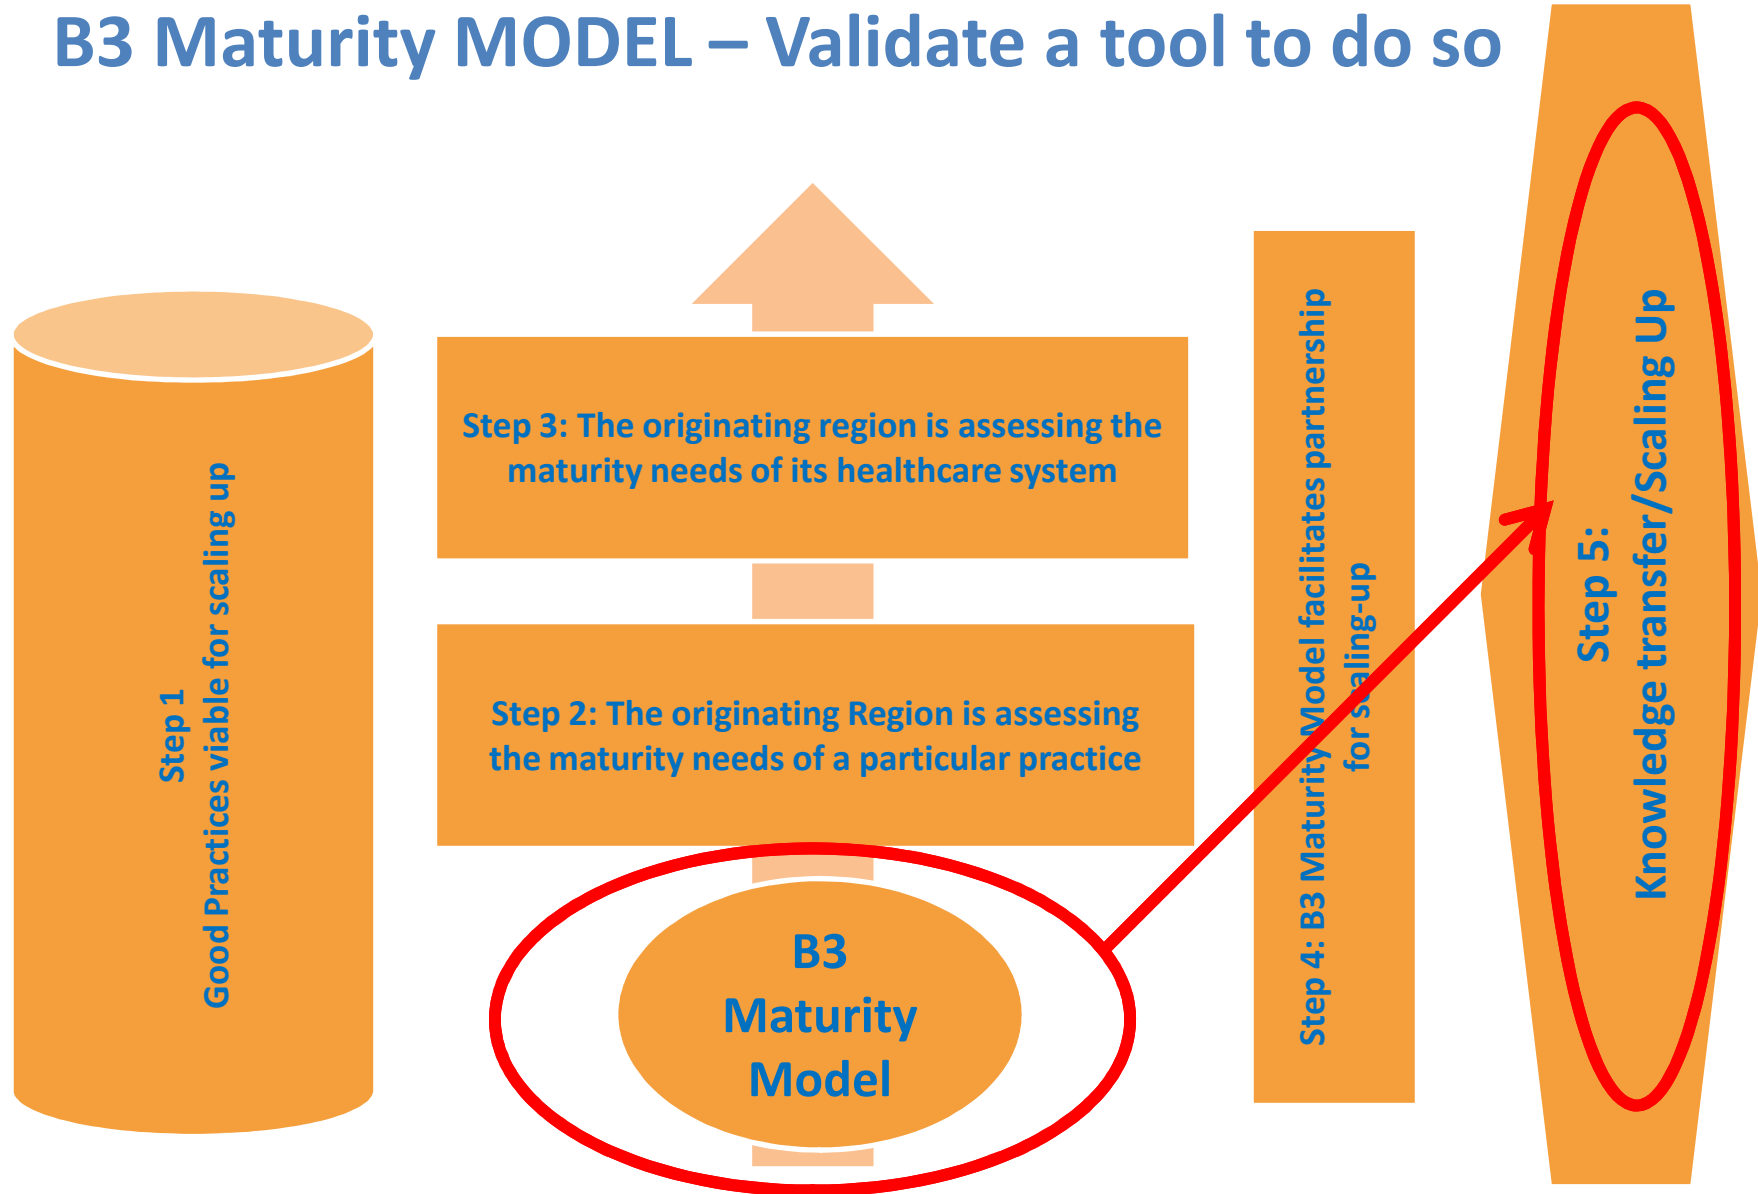 B3 Maturity MODEL – Validate a tool to do so
Step 1
Good Practices viable for scaling up
Step 3: The originating region is assessing the
maturity needs of its healthcare system
Step 2: The originating Region is assessing
the maturity needs of a particular practice
B3
Maturity
Model
Step 4: B3 Maturity Model facilitates partnership
for scaling-up
Step 5:
Knowledge transfer/Scaling Up